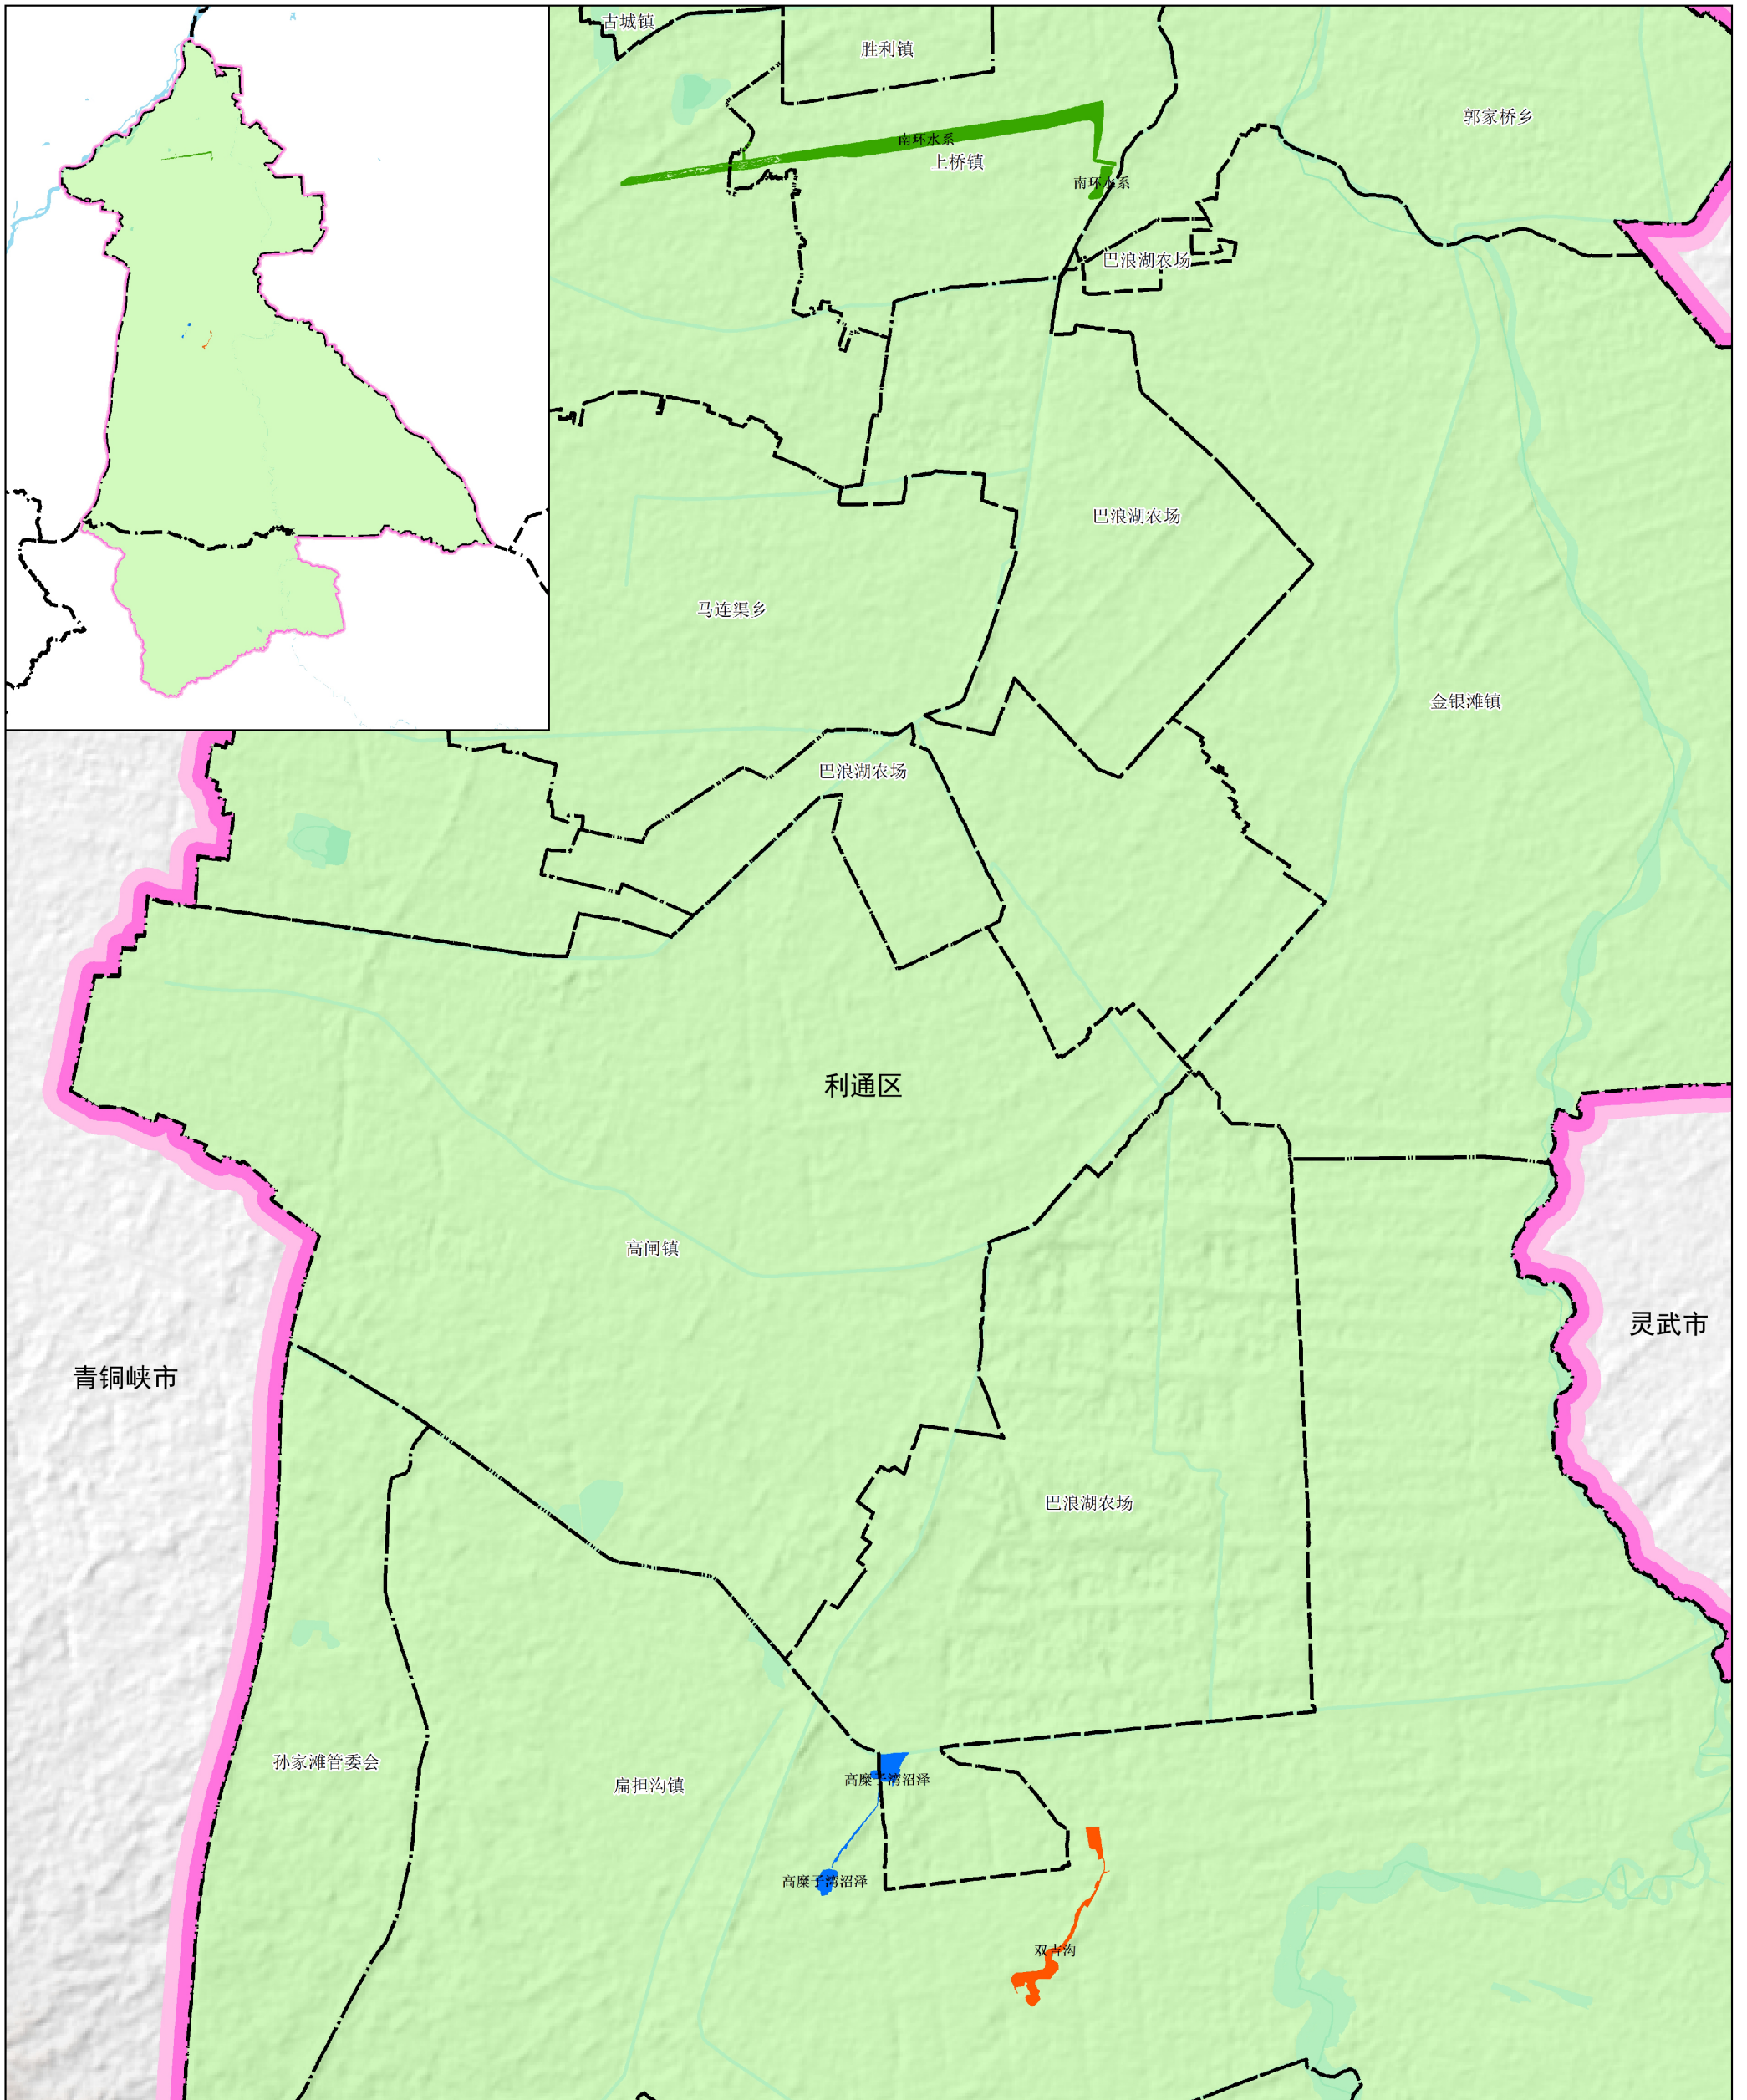 古城镇
胜利镇
郭家桥乡
南环水系
上桥镇
南环水系
巴浪湖农场
巴浪湖农场
马连渠乡
金银滩镇
巴浪湖农场
利通区
高闸镇
灵武市
青铜峡市
巴浪湖农场
孙家滩管委会
扁担沟镇
高糜子湾沼泽
高糜子湾沼泽
双吉沟